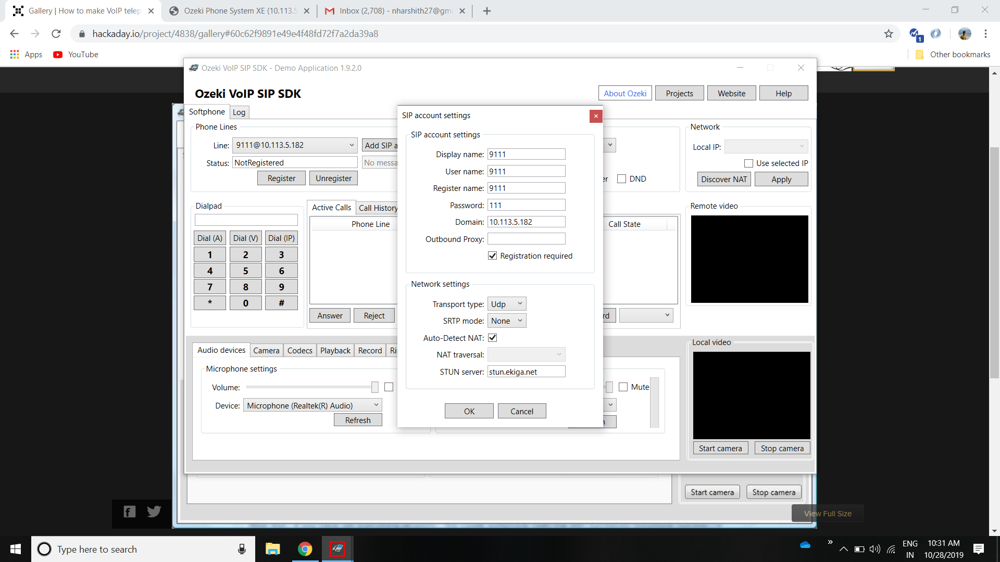 Gallery | How to make VoIP telep
Ozeki Phone System XE (10.113.5
Inbox (2,708) - nharshith27@gma
hackaday.io/project/4838/gallery#60c62f9891e49e4f48fd72f7a2da39a8
1
Apps
YouTube
Other bookmarks
Ozeki VoIP SIP SDK - Demo Application 1.9.2.0
Ozeki VoIP SIP SDK
About Ozeki
Projects
Website
Help
Softphone
Log
Phone Lines
Line:
9111@10.113.5.182
Add SIP a
Status:
NotRegistered
No messa
Register
Unregister
DND
Network
Local IP:
Use selected IP
Discover NAT
Apply
SIP account settings
SIP account settings
Display name:
9111
User name:
9111
Register name:
9111
Password:
111
Domain:
10.113.5.182
Outbound Proxy:
Registration required
Network settings
Transport type:
Udp
SRTP mode:
None
Auto-Detect NAT:
NAT traversal:
STUN server:
stun.ekiga.net
OK
Cancel
Dialpad
Dial (A)
Dial (V)
Dial (IP)
1
2
3
4
5
6
7
8
9
*
0
#
Active Calls
Call History
Phone Line
Call State
Answer
Reject
rd
Remote video
Audio devices
Camera
Codecs
Playback
Record
Ri
Microphone settings
Volume:
Mute
Device:
Microphone (Realtek(R) Audio)
Refresh
Local video
Start camera
Stop camera
Start camera
Stop camera
View Full Size
Type here to search
ENG
IN
10:31 AM
10/28/2019